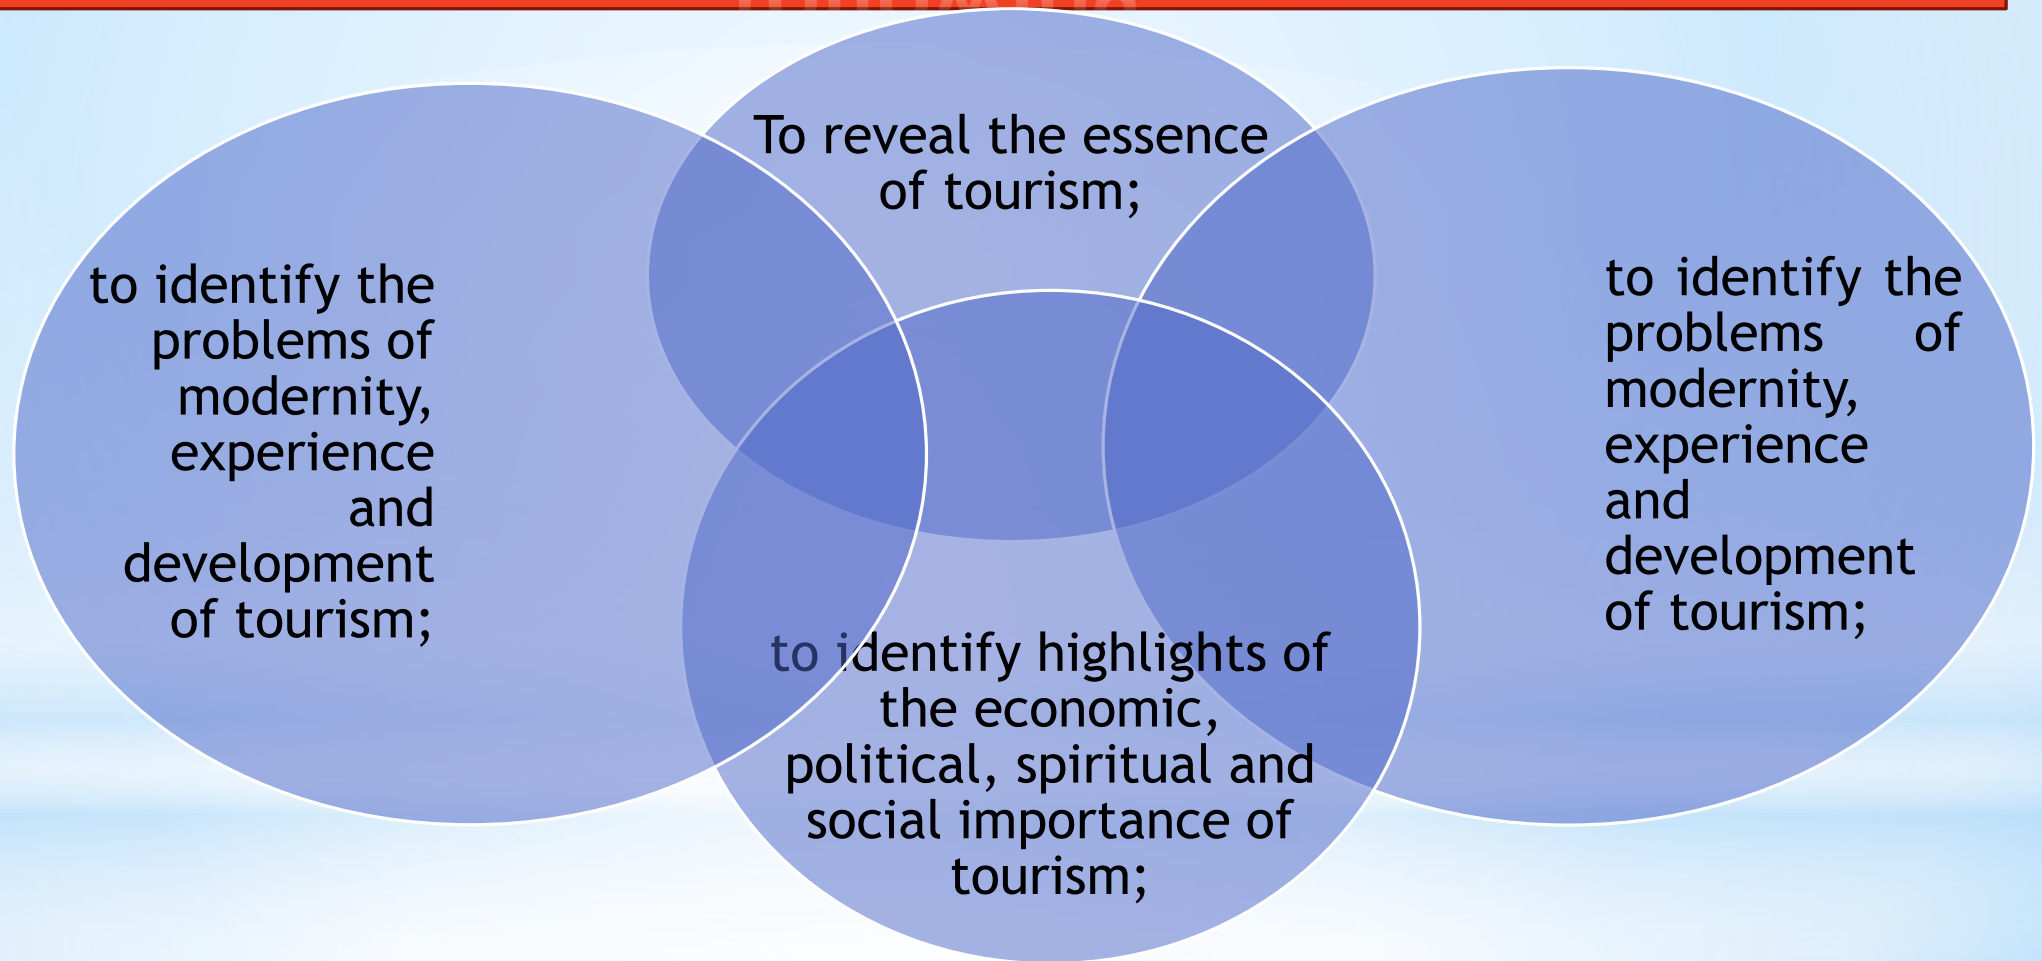 To reveal the essence
of tourism;
to identify the
problems of
modernity,
experience
and
development
of tourism;
to identify the
problems of
modernity,
experience
and
development
of tourism;
to identify highlights of
the economic,
political, spiritual and
social importance of
tourism;